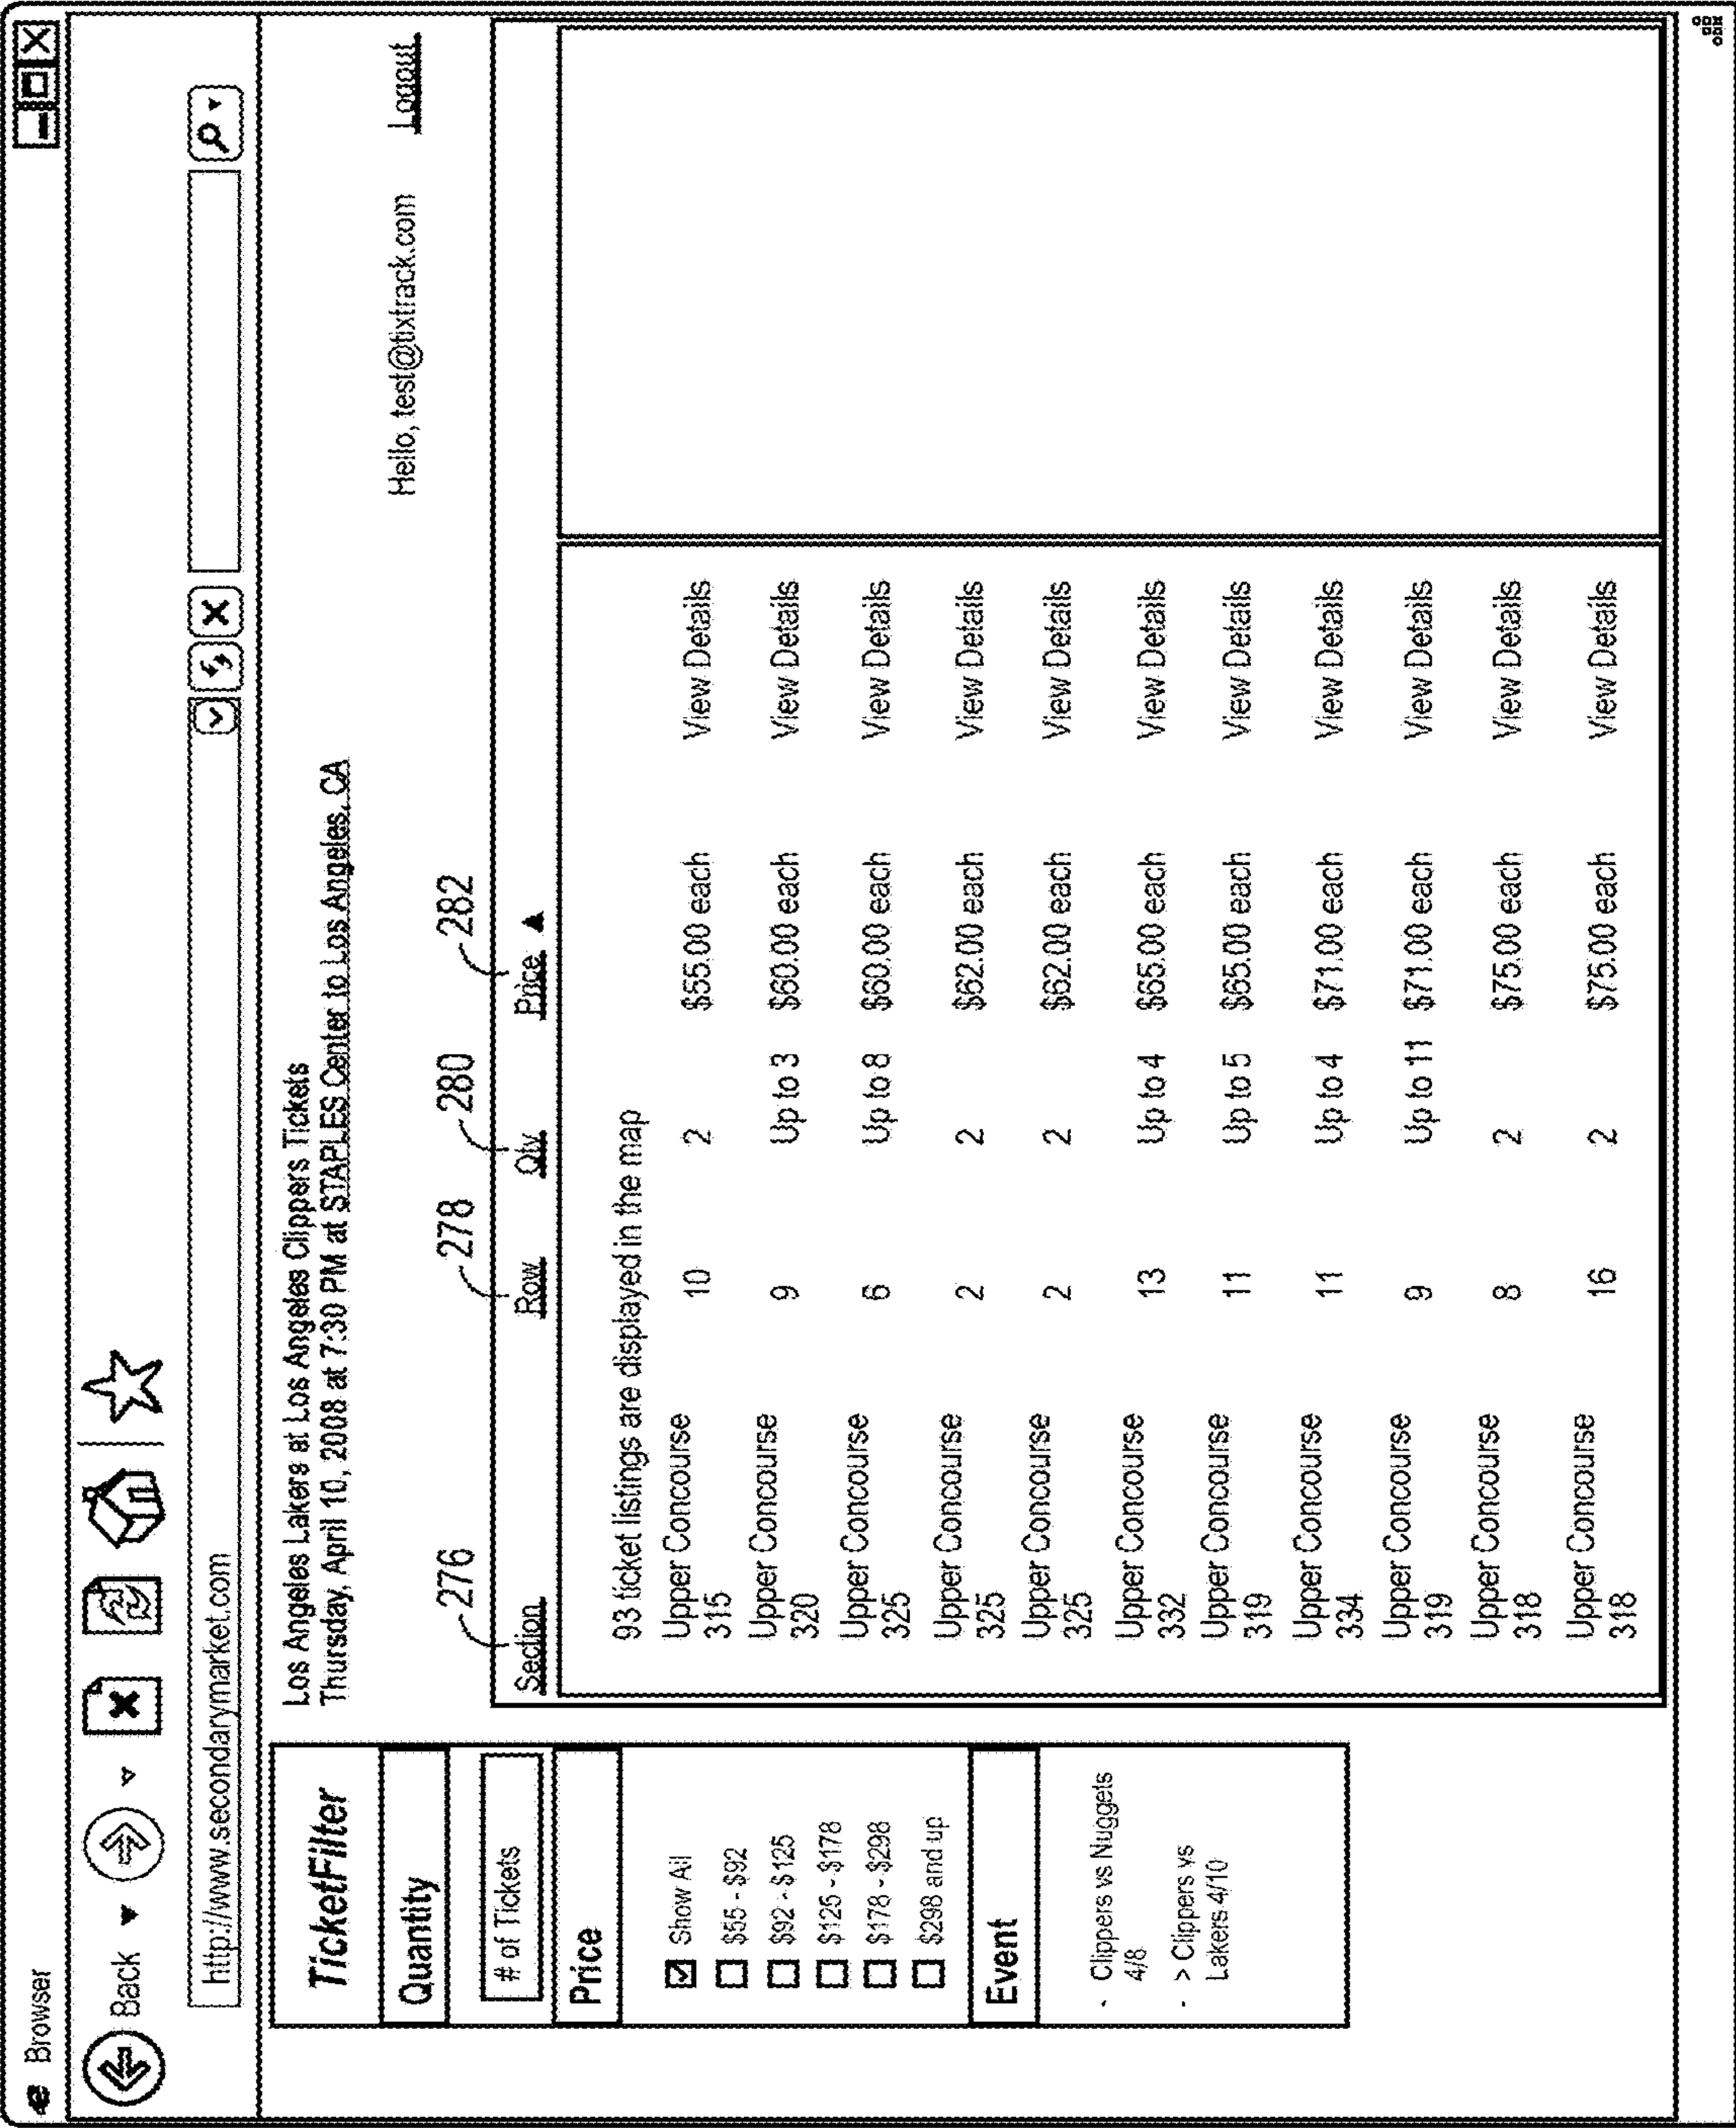 Browser
Back
http://www.secondarymarket.com
Los Angeles Lakers at Los Angeles Clippers Tickets
Thursday, April 10, 2008 at 7:30 PM at STAPLES Center to Los Angeles, CA
Hello, test@tixtrack.com Logout
TicketFilter
Quantity
# of Tickets
Price
Show All
$55 - $92
$92 - $125
$125 - $178
$178 - $298
$298 and up
Event
- Clippers vs Nuggets
4/8
- > Clippers vs
Lakers 4/10
276 278 280 282
Section Row Qty Price ▲
93 ticket listings are displayed in the map
Upper Concourse 10 2 $55.00 each View Details
315
Upper Concourse 9 Up to 3 $60.00 each View Details
320
Upper Concourse 6 Up to 8 $60.00 each View Details
325
Upper Concourse 2 2 $62.00 each View Details
325
Upper Concourse 2 2 $62.00 each View Details
325
Upper Concourse 13 Up to 4 $65.00 each View Details
332
Upper Concourse 11 Up to 5 $65.00 each View Details
319
Upper Concourse 11 Up to 4 $71.00 each View Details
334
Upper Concourse 9 Up to 11 $71.00 each View Details
319
Upper Concourse 8 2 $75.00 each View Details
318
Upper Concourse 16 2 $75.00 each View Details
318